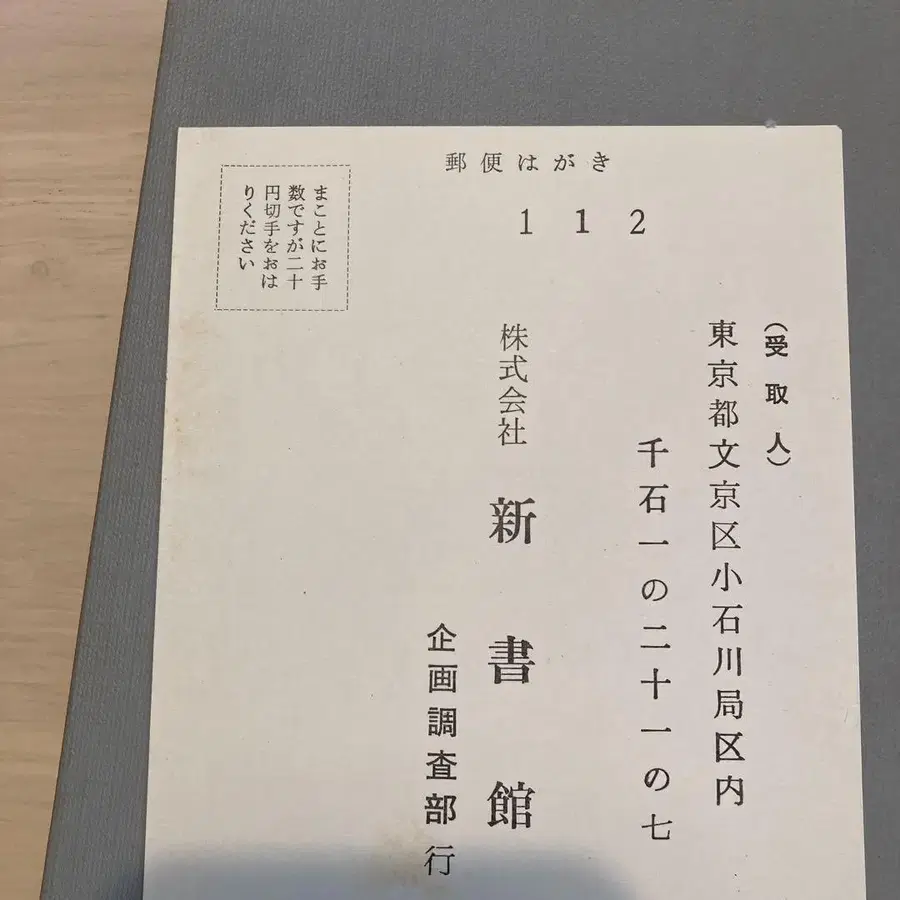 郵便はがき
112
(受取人)
東京都文京区小石川局区内
千石一の二十一の七
株式会社 新書館
企画調査部 行
まことにお手
数ですが二十
円切手をおは
りください